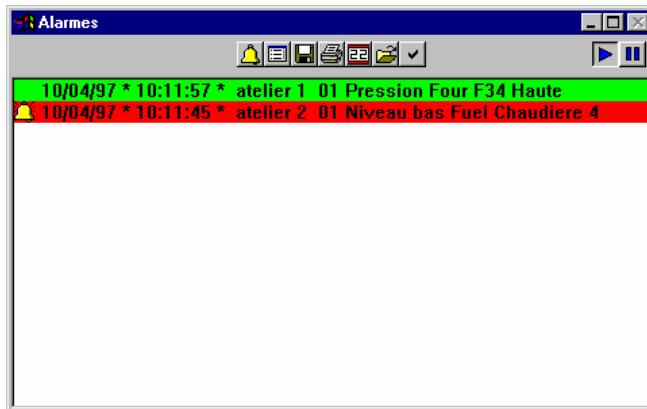 Alarmes
22
10/04/97 * 10:11:57 * atelier 1 01 Pression Four F34 Haute
10/04/97 * 10:11:45 * atelier 2 01 Niveau bas Fuel Chaudiere 4